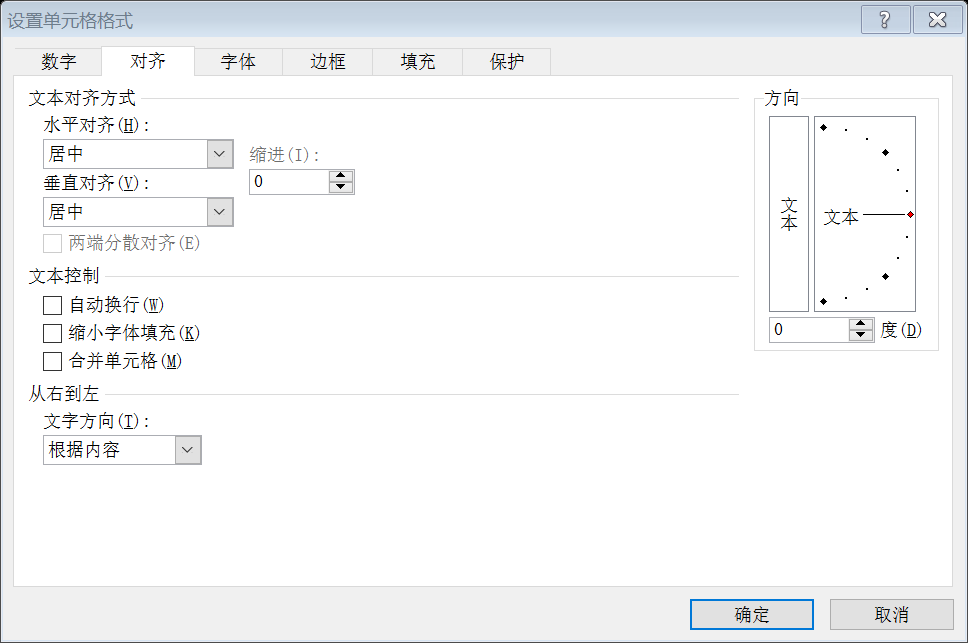 设置单元格格式
数字 对齐 字体 边框 填充 保护
文本对齐方式
水平对齐(H):
居中
缩进(I):
0
垂直对齐(V):
居中
两端分散对齐(E)
文本控制
自动换行(W)
缩小字体填充(K)
合并单元格(M)
从右到左
文字方向(T):
根据内容
方向
文本
文本
0 度(D)
确定 取消